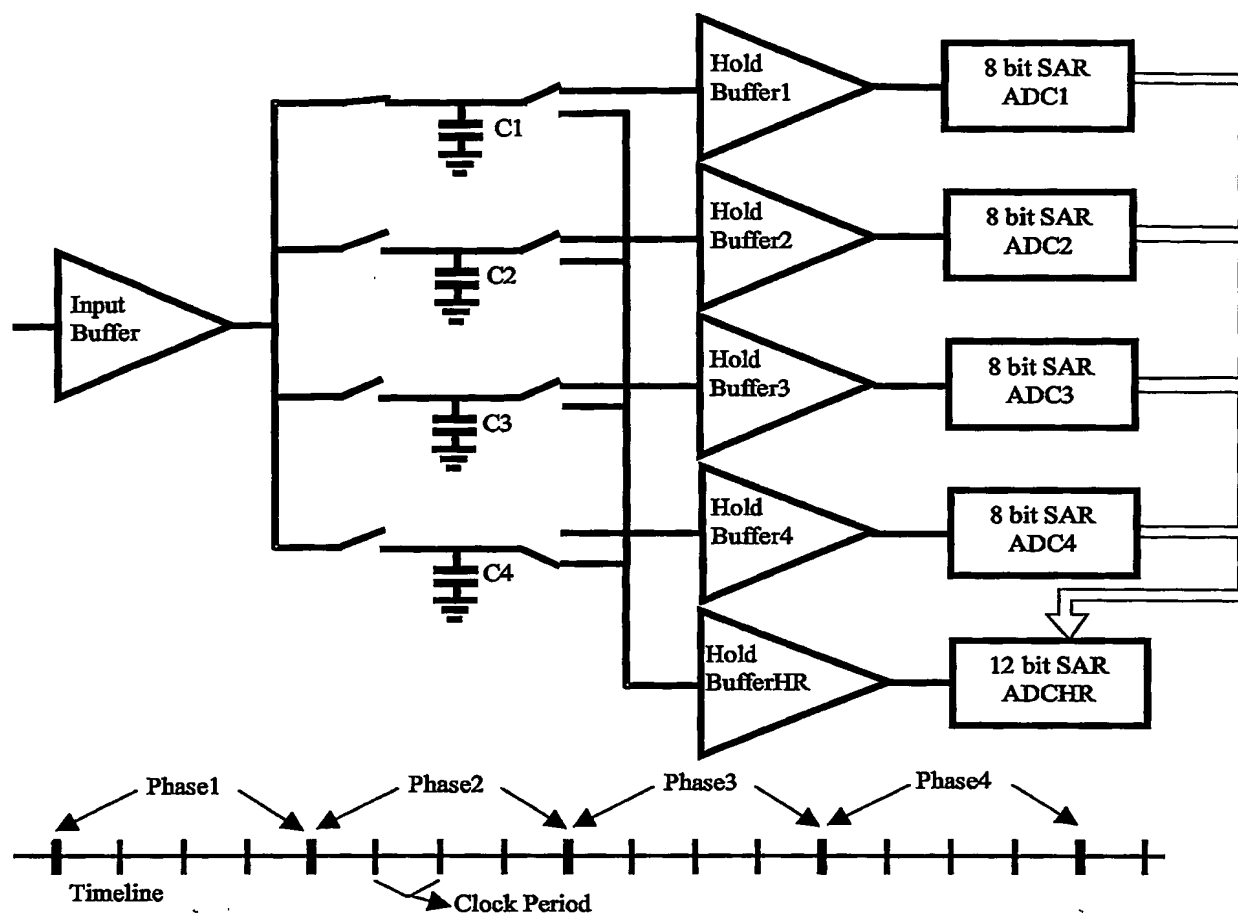 Hold
Buffer1
8 bit SAR
ADC1
C1
Hold
Buffer2
8 bit SAR
ADC2
C2
Input
Buffer
Hold
Buffer3
8 bit SAR
ADC3
C3
Hold
Buffer4
8 bit SAR
ADC4
C4
Hold
BufferHR
12 bit SAR
ADCHR
Phase1
Phase2
Phase3
Phase4
Timeline
Clock Period